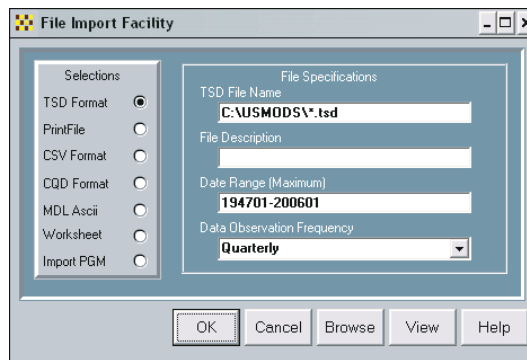 File Import Facility
Selections
TSD Format
PrintFile
CSV Format
CQD Format
MDL Ascii
Worksheet
Import PGM
File Specifications
TSD File Name
C:\USMODS\*.tsd
File Description
Date Range (Maximum)
194701-200601
Data Observation Frequency
Quarterly
OK
Cancel
Browse
View
Help